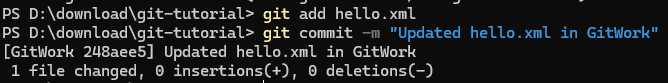 PS D:\download\git-tutorial> git add hello.xml
PS D:\download\git-tutorial> git commit -m "Updated hello.xml in GitWork"
[GitWork 248aee5] Updated hello.xml in GitWork
 1 file changed, 0 insertions(+), 0 deletions(-)